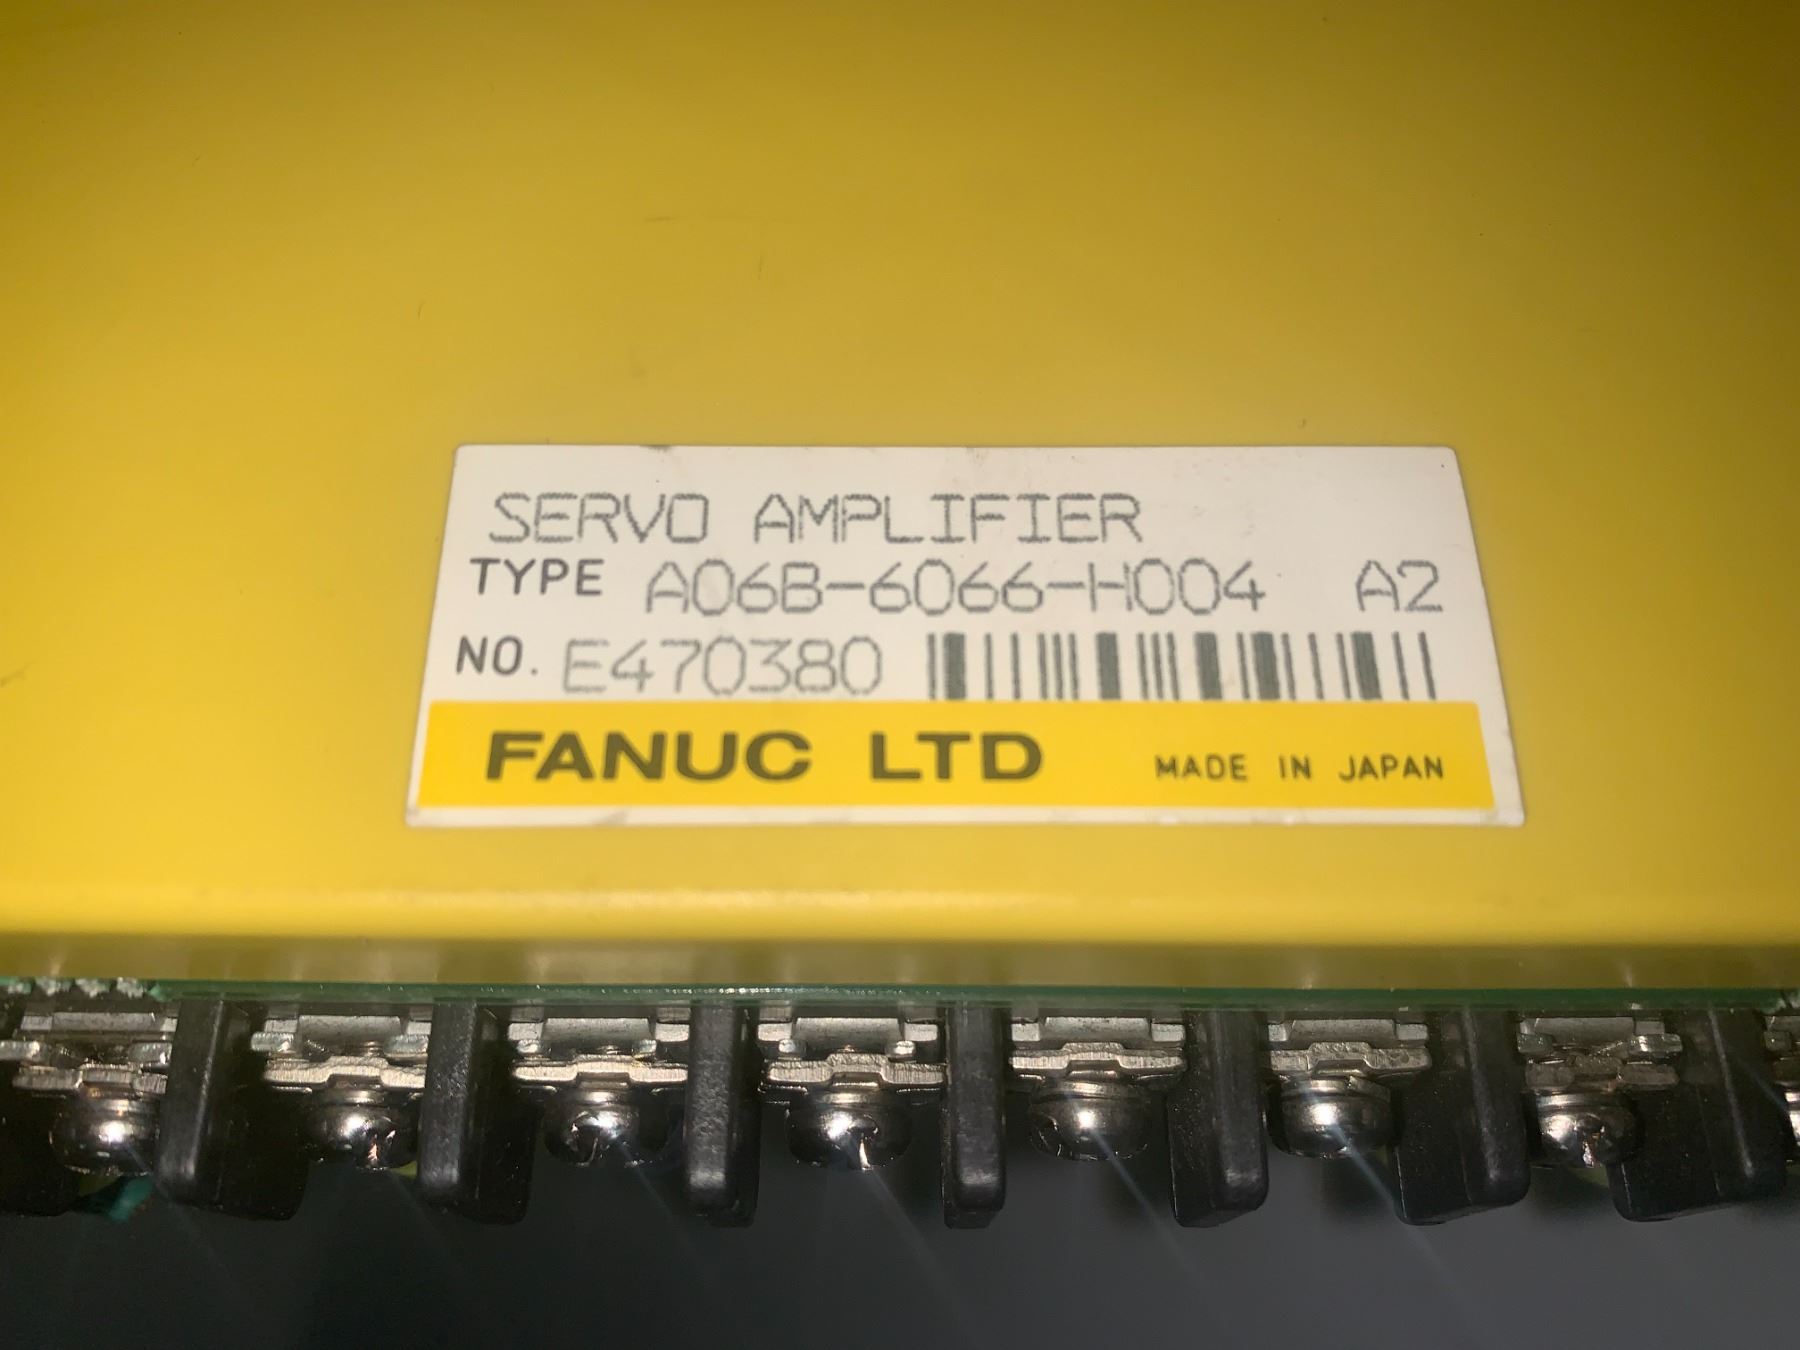 SERVO AMPLIFIER
TYPE A06B-6066-H004 A2
NO. E470380
FANUC LTD MADE IN JAPAN